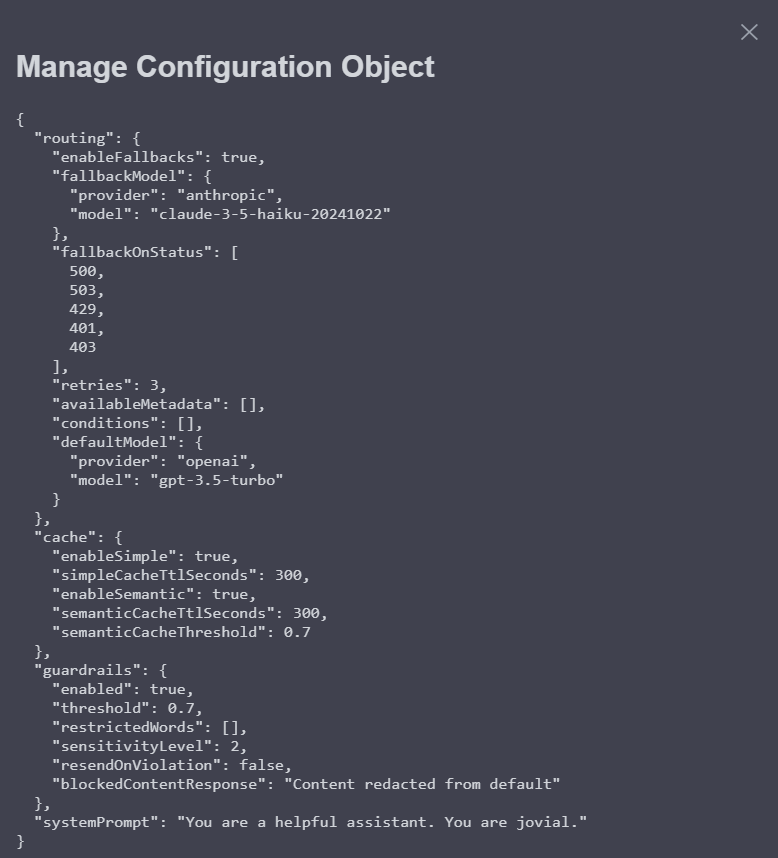 Manage Configuration Object
{
  "routing": {
    "enableFallbacks": true,
    "fallbackModel": {
      "provider": "anthropic",
      "model": "claude-3-5-haiku-20241022"
    },
    "fallbackOnStatus": [
      500,
      503,
      429,
      401,
      403
    ],
    "retries": 3,
    "availableMetadata": [],
    "conditions": [],
    "defaultModel": {
      "provider": "openai",
      "model": "gpt-3.5-turbo"
    }
  },
  "cache": {
    "enableSimple": true,
    "simpleCacheTtlSeconds": 300,
    "enableSemantic": true,
    "semanticCacheTtlSeconds": 300,
    "semanticCacheThreshold": 0.7
  },
  "guardrails": {
    "enabled": true,
    "threshold": 0.7,
    "restrictedWords": [],
    "sensitivityLevel": 2,
    "resendOnViolation": false,
    "blockedContentResponse": "Content redacted from default"
  },
  "systemPrompt": "You are a helpful assistant. You are jovial."
}